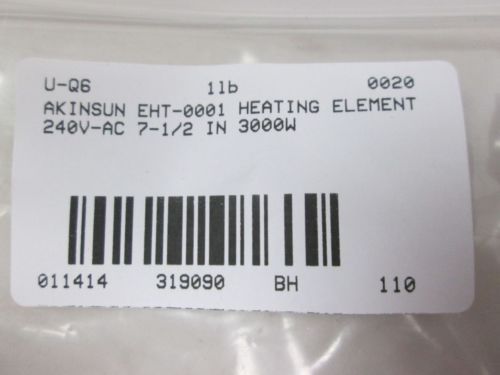 U-Q6 1lb 0020
AKINSUN EHT-0001 HEATING ELEMENT
240V-AC 7-1/2 IN 3000W
011414 319090 BH 110